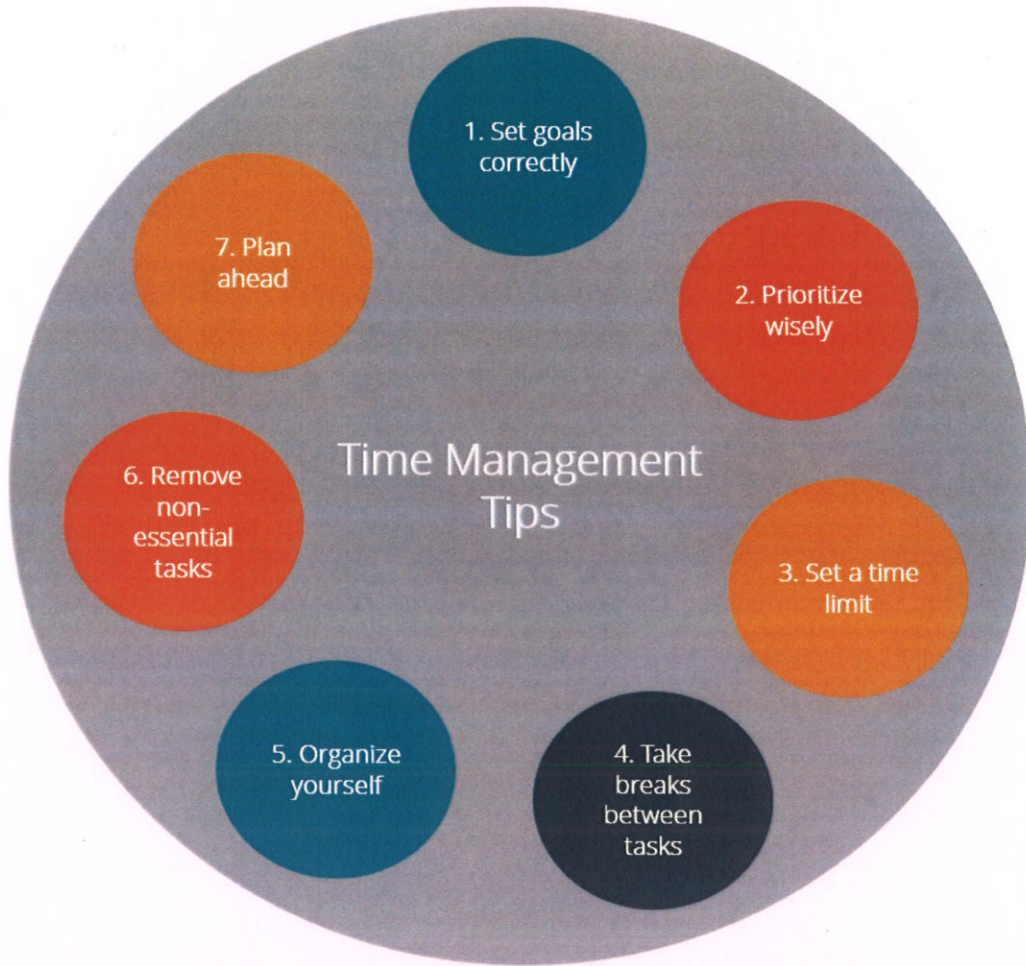 1. Set goals
correctly
2. Prioritize
wisely
3. Set a time
limit
4. Take
breaks
between
tasks
5. Organize
yourself
6. Remove
non-
essential
tasks
7. Plan
ahead
Time Management
Tips